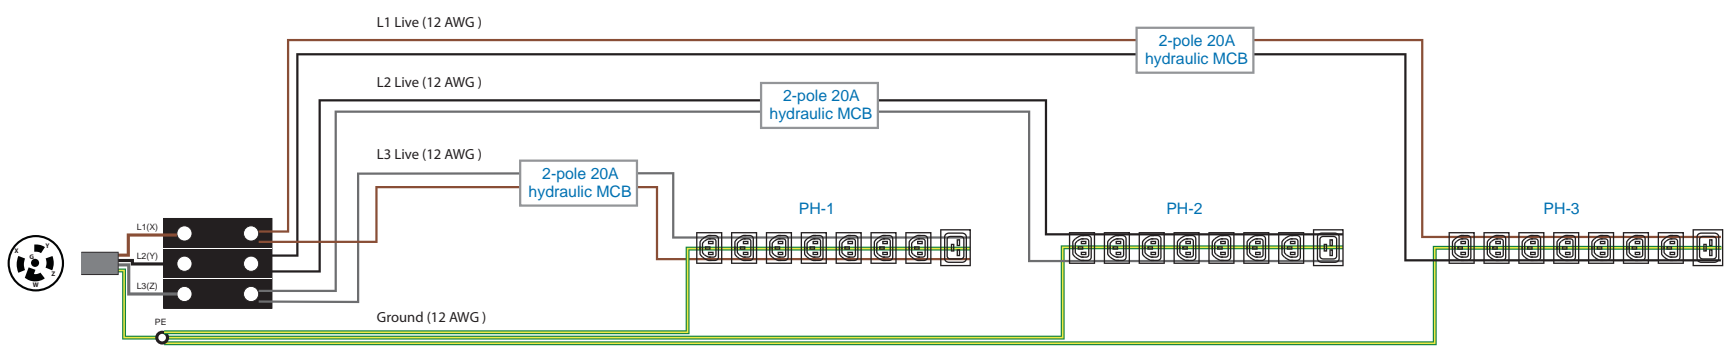 L1 Live (12 AWG )
2-pole 20A
hydraulic MCB
L2 Live (12 AWG )
2-pole 20A
hydraulic MCB
L3 Live (12 AWG )
2-pole 20A
hydraulic MCB
PH-1
PH-2
PH-3
L1(X)
L2(Y)
L3(Z)
X
Y
G
Z
W
PE
Ground (12 AWG )